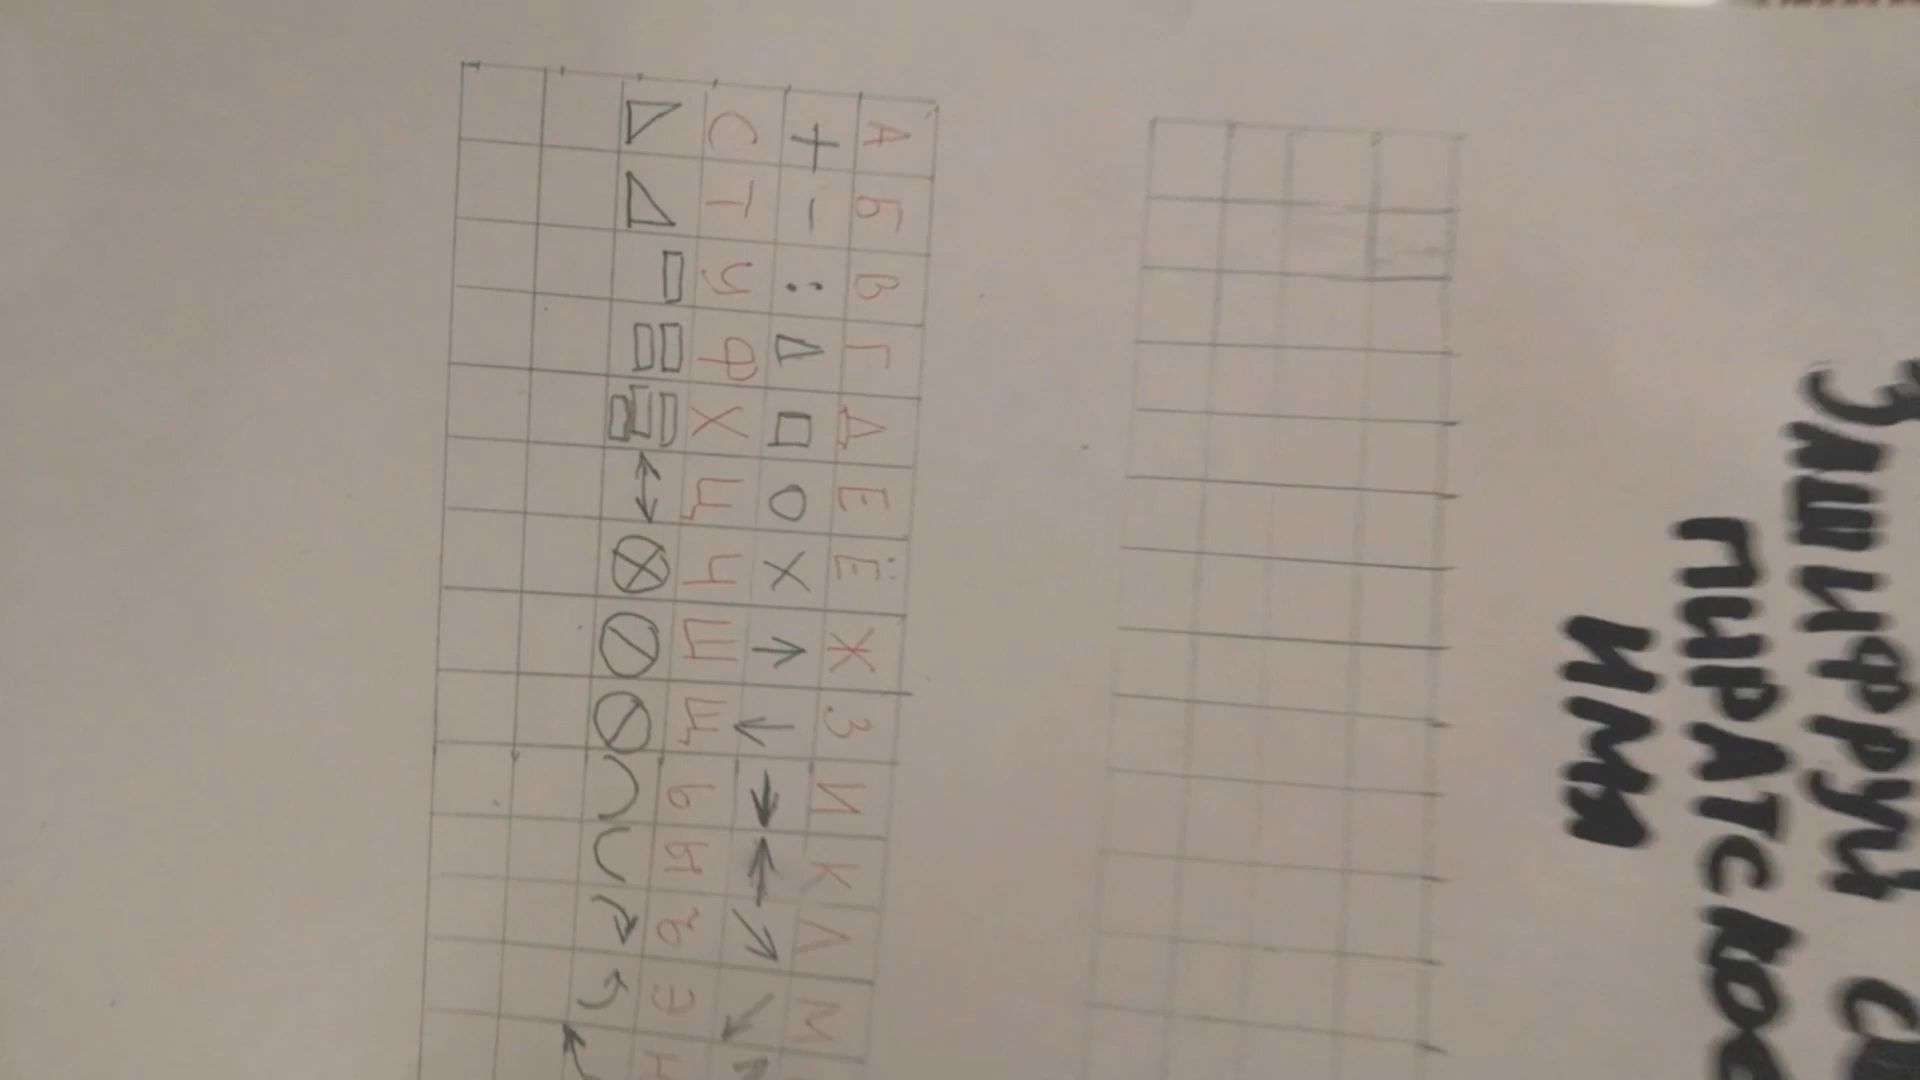 Зашифруй
пиратское
имя
А Б В Г Д Е Ё Ж З И К Л М
С Т У Ф Х Ц Ч Ш Щ Ь Ы Ъ Э